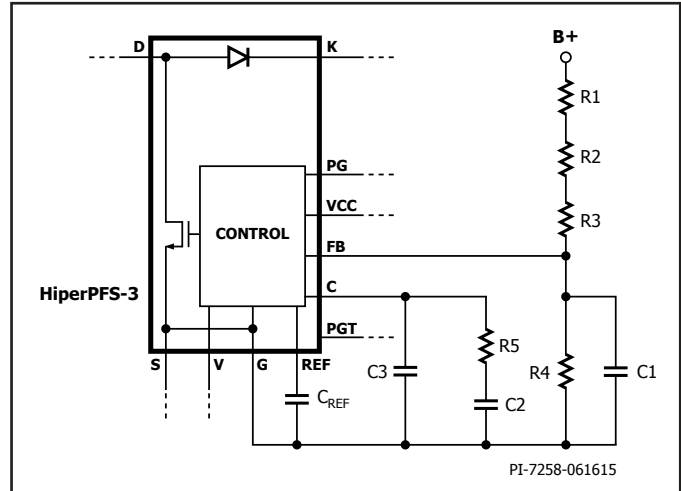 D
K
B+
R1
R2
R3
PG
VCC
CONTROL
FB
HiperPFS-3
C
PGT
S
V
G
REF
R5
R4
C1
C3
C2
CREF
PI-7258-061615